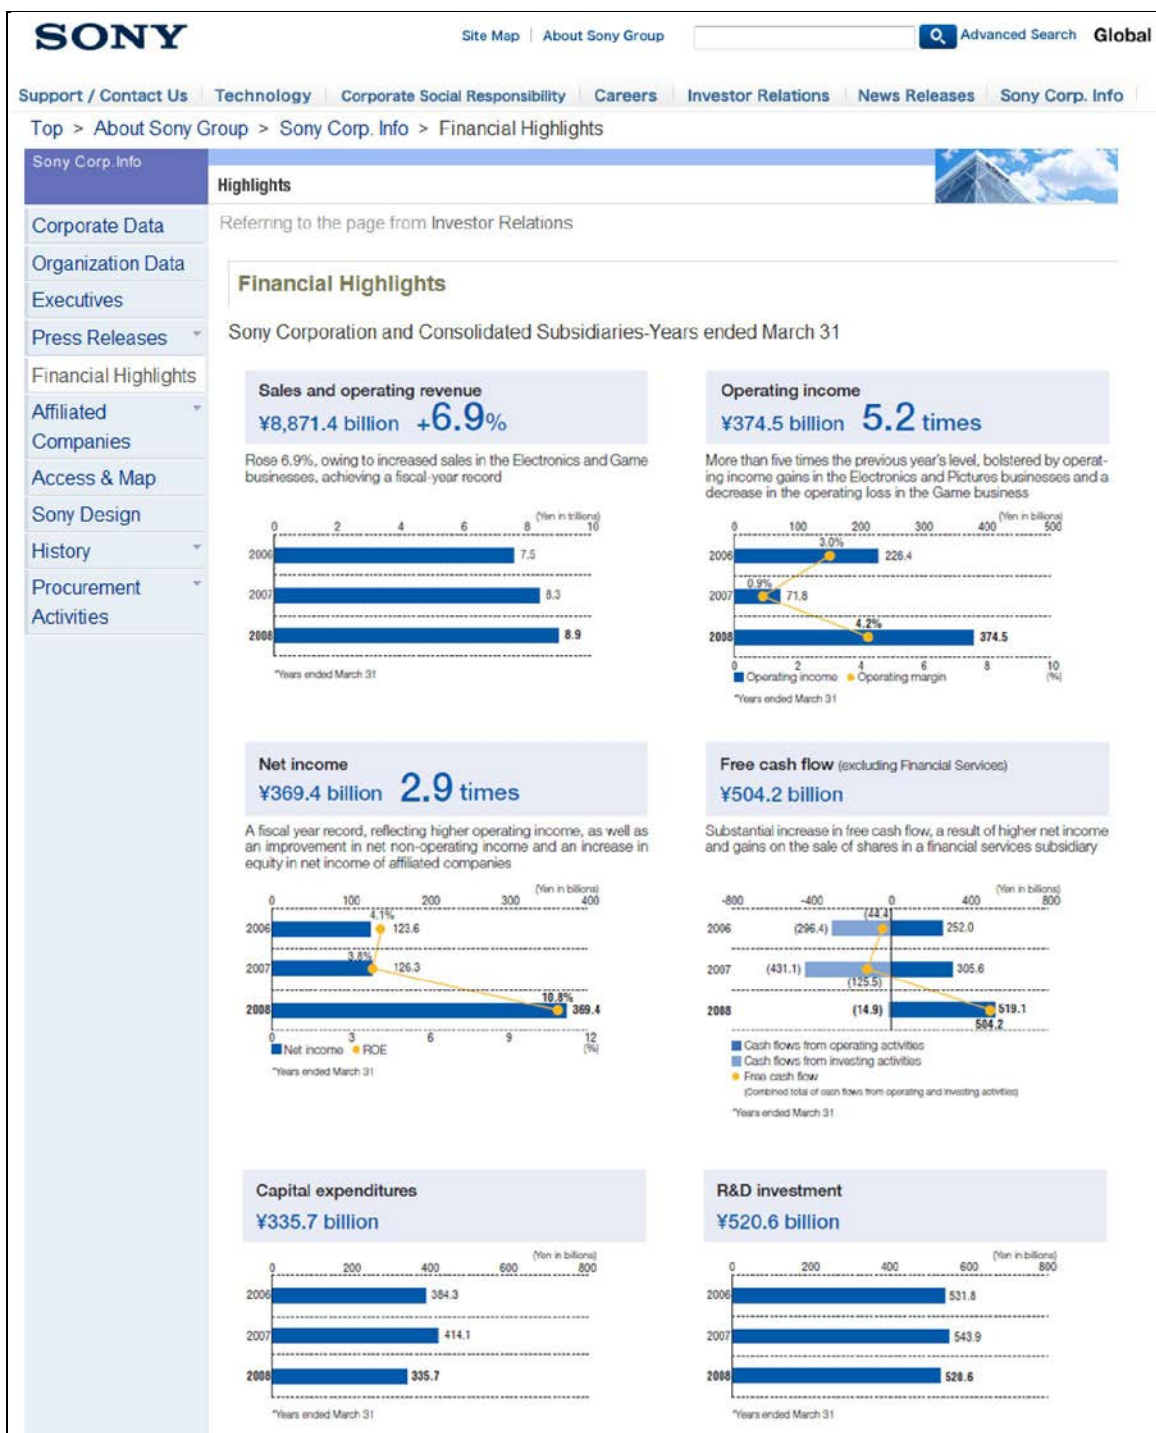 SONY
Site Map | About Sony Group
Advanced Search Global
Support / Contact Us Technology Corporate Social Responsibility Careers Investor Relations News Releases Sony Corp. Info
Top > About Sony Group > Sony Corp. Info > Financial Highlights
Sony Corp.Info
Highlights
Corporate Data
Organization Data
Executives
Press Releases
Financial Highlights
Affiliated
Companies
Access & Map
Sony Design
History
Procurement
Activities
Referring to the page from Investor Relations
Financial Highlights
Sony Corporation and Consolidated Subsidiaries-Years ended March 31
Sales and operating revenue
¥8,871.4 billion +6.9%
Rose 6.9%, owing to increased sales in the Electronics and Game
businesses, achieving a fiscal-year record
(Yen in trillions)
0 2 4 6 8 10
2006 7.5
2007 8.3
2008 8.9
*Years ended March 31
Operating income
¥374.5 billion 5.2 times
More than five times the previous year's level, bolstered by operat-
ing income gains in the Electronics and Pictures businesses and a
decrease in the operating loss in the Game business
(Yen in billions)
0 100 200 300 400 500
3.0%
2006 226.4
0.9%
2007 71.8
4.2%
2008 374.5
0 2 4 6 8 10
(%)
Operating income Operating margin
*Years ended March 31
Net income
¥369.4 billion 2.9 times
A fiscal year record, reflecting higher operating income, as well as
an improvement in net non-operating income and an increase in
equity in net income of affiliated companies
(Yen in billions)
0 100 200 300 400
4.1%
2006 123.6
3.8%
2007 126.3
10.8%
2008 369.4
0 3 6 9 12
(%)
Net income ROE
*Years ended March 31
Free cash flow (excluding Financial Services)
¥504.2 billion
Substantial increase in free cash flow, a result of higher net income
and gains on the sale of shares in a financial services subsidiary
(Yen in billions)
-800 -400 0 400 800
(44.4)
2006 (296.4) 252.0
2007 (431.1) 305.6
(125.5)
2008 (14.9) 519.1
504.2
Cash flows from operating activities
Cash flows from investing activities
Free cash flow
(Combined total of cash flows from operating and investing activities)
*Years ended March 31
Capital expenditures
¥335.7 billion
(Yen in billions)
0 200 400 600 800
2006 384.3
2007 414.1
2008 335.7
*Years ended March 31
R&D investment
¥520.6 billion
(Yen in billions)
0 200 400 600 800
2006 531.8
2007 543.9
2008 520.6
*Years ended March 31